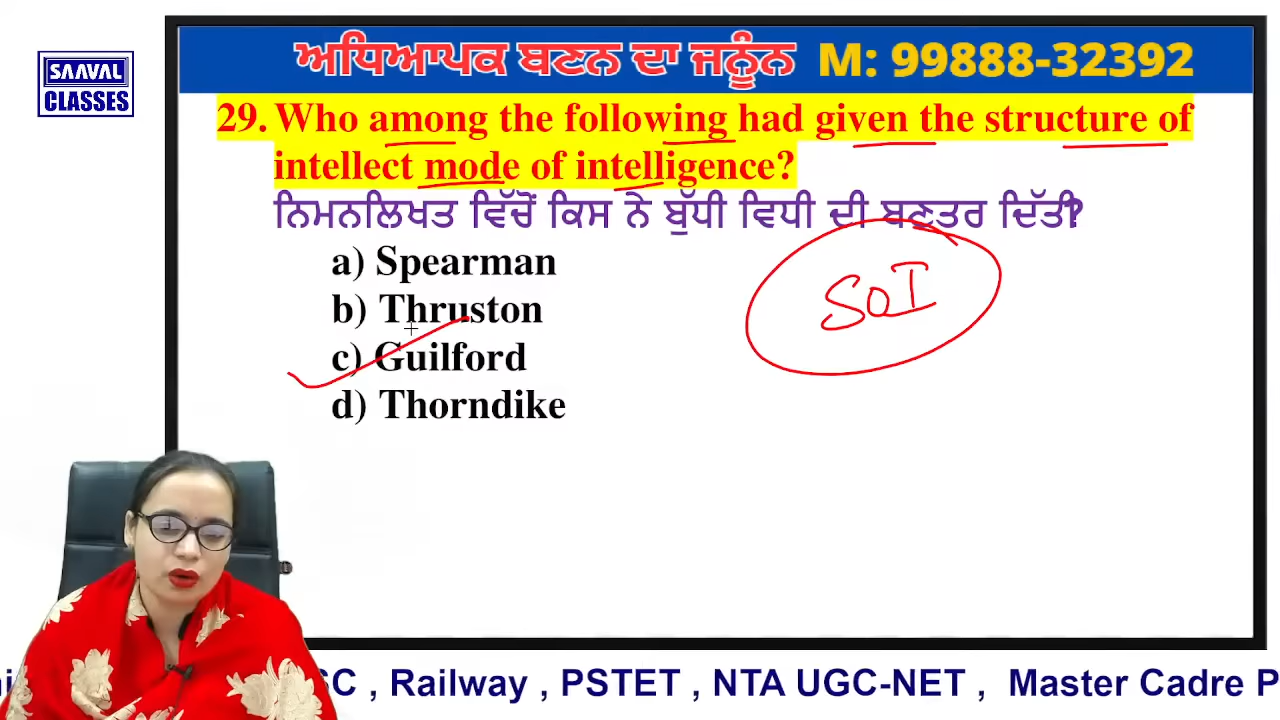 SAAVAL
CLASSES
ਅਧਿਆਪਕ ਬਣਨ ਦਾ ਜਨੂੰਨ M: 99888-32392
29. Who among the following had given the structure of
intellect mode of intelligence?
ਨਿਮਨਲਿਖਤ ਵਿੱਚੋਂ ਕਿਸ ਨੇ ਬੁੱਧੀ ਵਿਧੀ ਦੀ ਬਣਤਰ ਦਿੱਤੀ?
a) Spearman
b) Thruston
SOI
c) Guilford
d) Thorndike
SC , Railway , PSTET , NTA UGC-NET , Master Cadre P